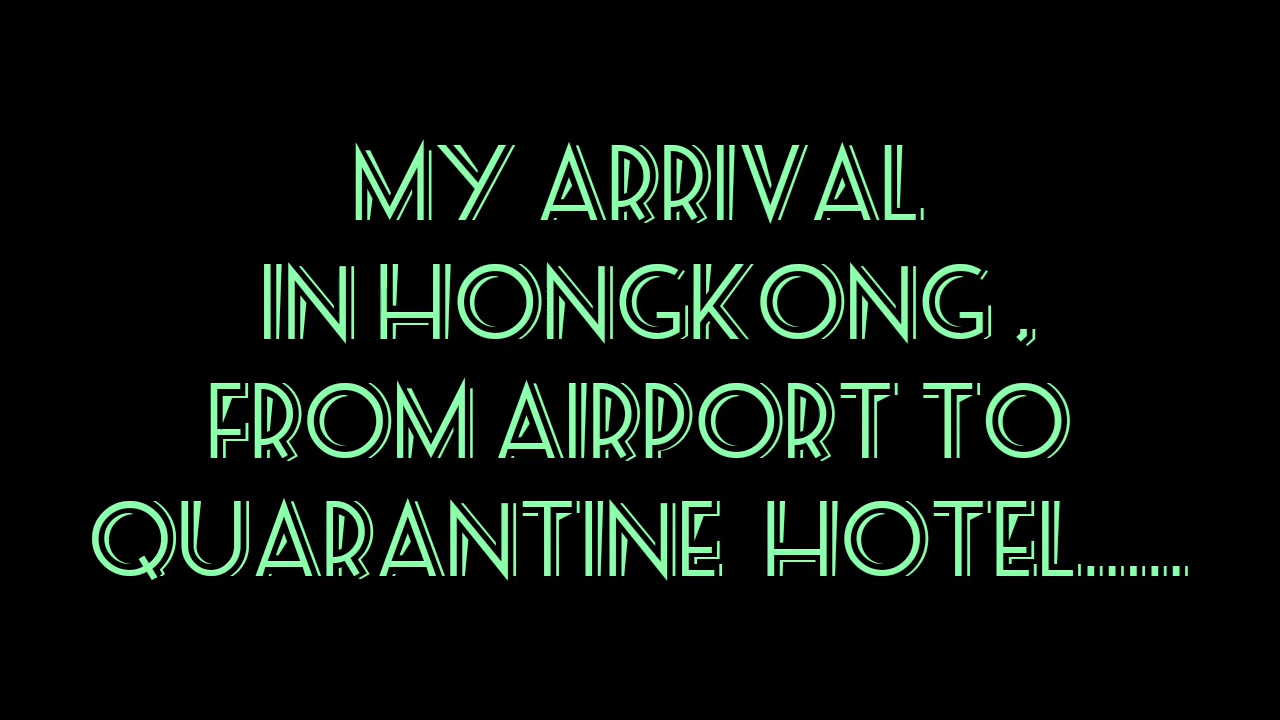 MY ARRIVAL
IN HONGKONG ,
FROM AIRPORT TO
QUARANTINE HOTEL.........